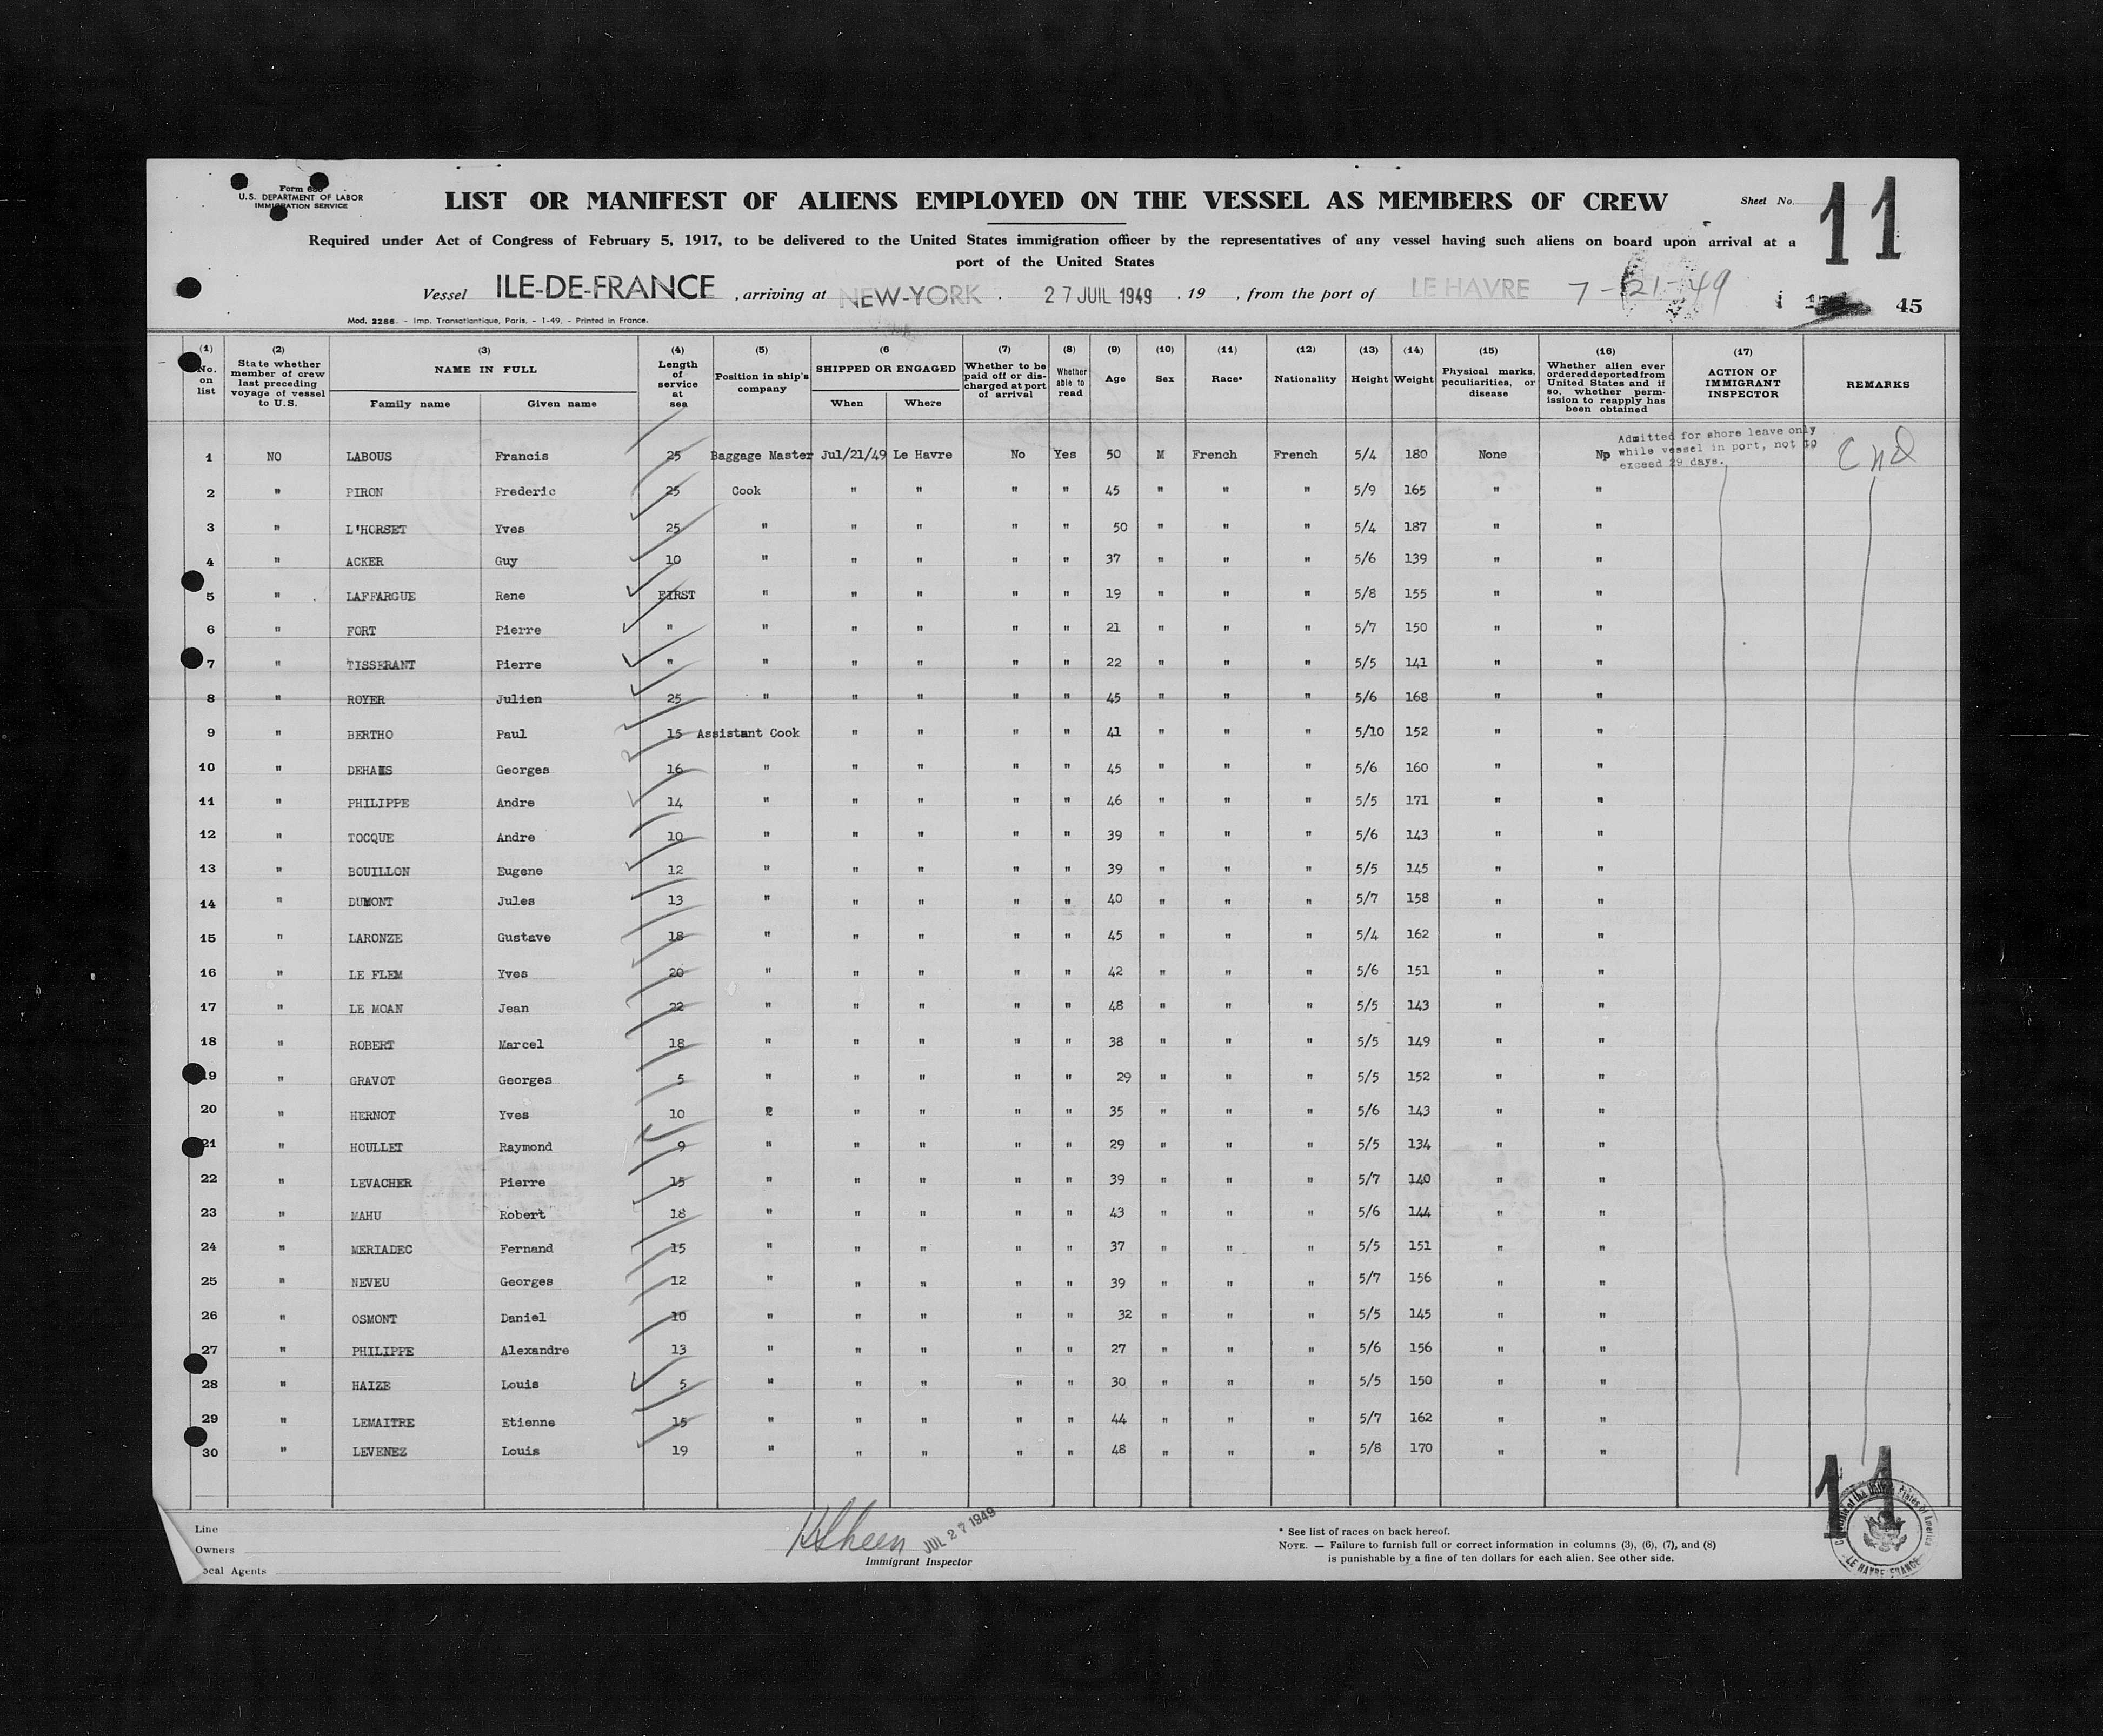 Form 680
U.S. DEPARTMENT OF LABOR
IMMIGRATION SERVICE
LIST OR MANIFEST OF ALIENS EMPLOYED ON THE VESSEL AS MEMBERS OF CREW
Sheet No. 11
Required under Act of Congress of February 5, 1917, to be delivered to the United States immigration officer by the representatives of any vessel having such aliens on board upon arrival at a
port of the United States
Vessel ILE-DE-FRANCE , arriving at NEW-YORK . 27 JUIL 1949 . 19 , from the port of LE HAVRE 7-21-49 45
Mod. 2266. - Imp. Transatlantique, Paris. - 1-49. - Printed in France.
(1) No. on list
(2) State whether member of crew last preceding voyage of vessel to U.S.
(3) NAME IN FULL Family name Given name
(4) Length of service at sea
(5) Position in ship's company
(6 SHIPPED OR ENGAGED When Where
(7) Whether to be paid off or discharged at port of arrival
(8) Whether able to read
(9) Age
(10) Sex
(11) Race*
(12) Nationality
(13) Height
(14) Weight
(15) Physical marks, peculiarities, or disease
(16) Whether alien ever ordered deported from United States and if so, whether permission to reapply has been obtained
(17) ACTION OF IMMIGRANT INSPECTOR
REMARKS
Admitted for shore leave only
while vessel in port, not to
exceed 29 days.
1 NO LABOUS Francis 25 Baggage Master Jul/21/49 Le Havre No Yes 50 M French French 5/4 180 None No
2 " PIRON Frederic 25 Cook " " " " 45 " " " 5/9 165 " "
3 " L'HORSET Yves 25 " " " " " 50 " " " 5/4 187 " "
4 " ACKER Guy 10 " " " " " 37 " " " 5/6 139 " "
5 " LAFFARGUE Rene FIRST " " " " " 19 " " " 5/8 155 " "
6 " FORT Pierre " " " " " " 21 " " " 5/7 150 " "
7 " TISSERANT Pierre " " " " " " 22 " " " 5/5 141 " "
8 " ROYER Julien 25 " " " " " 45 " " " 5/6 168 " "
9 " BERTHO Paul 15 Assistant Cook " " " " 41 " " " 5/10 152 " "
10 " DEHAIS Georges 16 " " " " " 45 " " " 5/6 160 " "
11 " PHILIPPE Andre 14 " " " " " 46 " " " 5/5 171 " "
12 " TOCQUE Andre 10 " " " " " 39 " " " 5/6 143 " "
13 " BOUILLON Eugene 12 " " " " " 39 " " " 5/5 145 " "
14 " DUMONT Jules 13 " " " " " 40 " " " 5/7 158 " "
15 " LARONZE Gustave 18 " " " " " 45 " " " 5/4 162 " "
16 " LE FLEM Yves 20 " " " " " 42 " " " 5/6 151 " "
17 " LE MOAN Jean 22 " " " " " 48 " " " 5/5 143 " "
18 " ROBERT Marcel 18 " " " " " 38 " " " 5/5 149 " "
19 " GRAVOT Georges 5 " " " " " 29 " " " 5/5 152 " "
20 " HERNOT Yves 10 " " " " 35 " " " 5/6 143 " "
21 " HOULLET Raymond 9 " " " " " 29 " " " 5/5 134 " "
22 " LEVACHER Pierre 15 " " " " " 39 " " " 5/7 140 " "
23 " MAHU Robert 18 " " " " " 43 " " " 5/6 144 " "
24 " MERIADEC Fernand 15 " " " " " 37 " " " 5/5 151 " "
25 " NEVEU Georges 12 " " " " " 39 " " " 5/7 156 " "
26 " OSMONT Daniel 10 " " " " " 32 " " " 5/5 145 " "
27 " PHILIPPE Alexandre 13 " " " " " 27 " " " 5/6 156 " "
28 " HAIZE Louis 5 " " " " " 30 " " " 5/5 150 " "
29 " LEMAITRE Etienne 15 " " " " " 44 " " " 5/7 162 " "
30 " LEVENEZ Louis 19 " " " " " 48 " " " 5/8 170 " "
11
Line
Owners
ocal Agents
JUL 27 1949
Immigrant Inspector
* See list of races on back hereof.
NOTE. — Failure to furnish full or correct information in columns (3), (6), (7), and (8)
is punishable by a fine of ten dollars for each alien. See other side.
of the United States of America
LE HAVRE, FRANCE